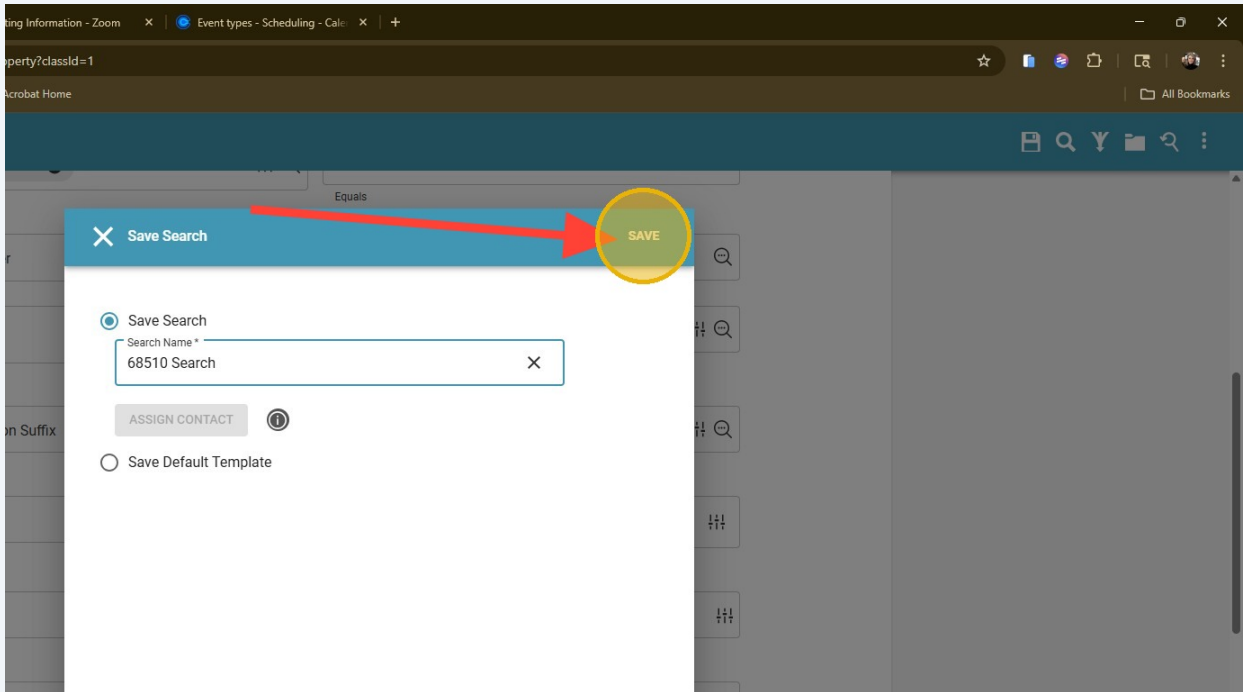 ting Information - Zoom
Event types - Scheduling - Cale
operty?classId=1
Acrobat Home
All Bookmarks
Equals
Save Search
SAVE
r
Save Search
Search Name *
68510 Search
ASSIGN CONTACT
on Suffix
Save Default Template